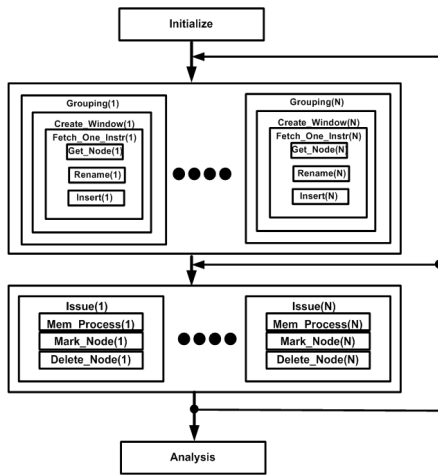 Initialize
Grouping(1)
Create_Window(1)
Fetch_One_Instr(1)
Get_Node(1)
Rename(1)
Insert(1)
Grouping(N)
Create_Window(N)
Fetch_One_Instr(N)
Get_Node(N)
Rename(N)
Insert(N)
Issue(1)
Mem_Process(1)
Mark_Node(1)
Delete_Node(1)
Issue(N)
Mem_Process(N)
Mark_Node(N)
Delete_Node(N)
Analysis